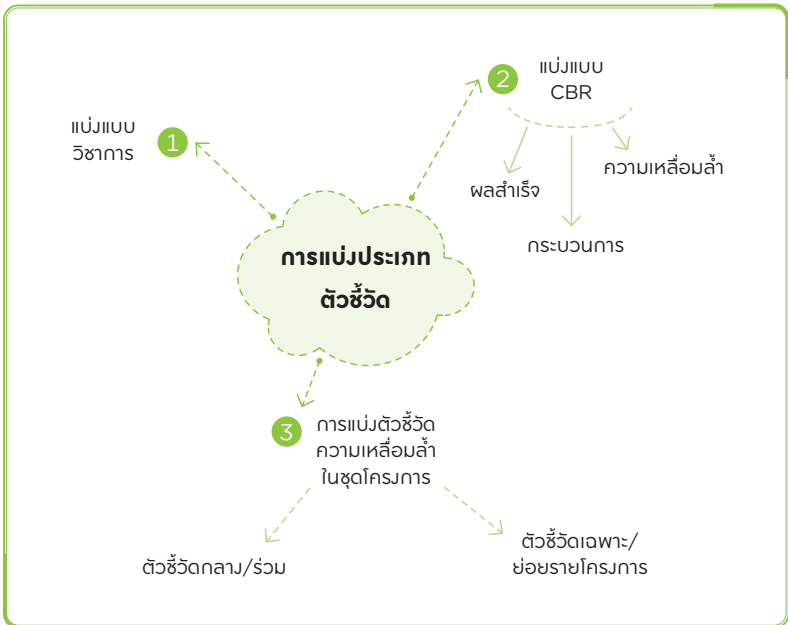 การแบ่งประเภท
ตัวชี้วัด
1
แบ่งแบบ
วิชาการ
2
แบ่งแบบ
CBR
ผลสำเร็จ
กระบวนการ
ความเหลื่อมล้ำ
3
การแบ่งตัวชี้วัด
ความเหลื่อมล้ำ
ในชุดโครงการ
ตัวชี้วัดกลาง/ร่วม
ตัวชี้วัดเฉพาะ/
ย่อยรายโครงการ